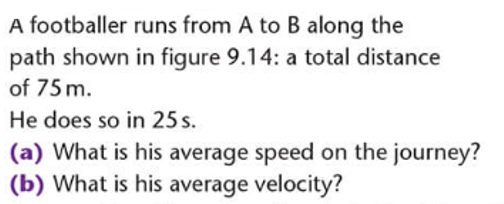 A footballer runs from A to B along the
path shown in figure 9.14: a total distance
of 75 m.
He does so in 25 s.
(a) What is his average speed on the journey?
(b) What is his average velocity?